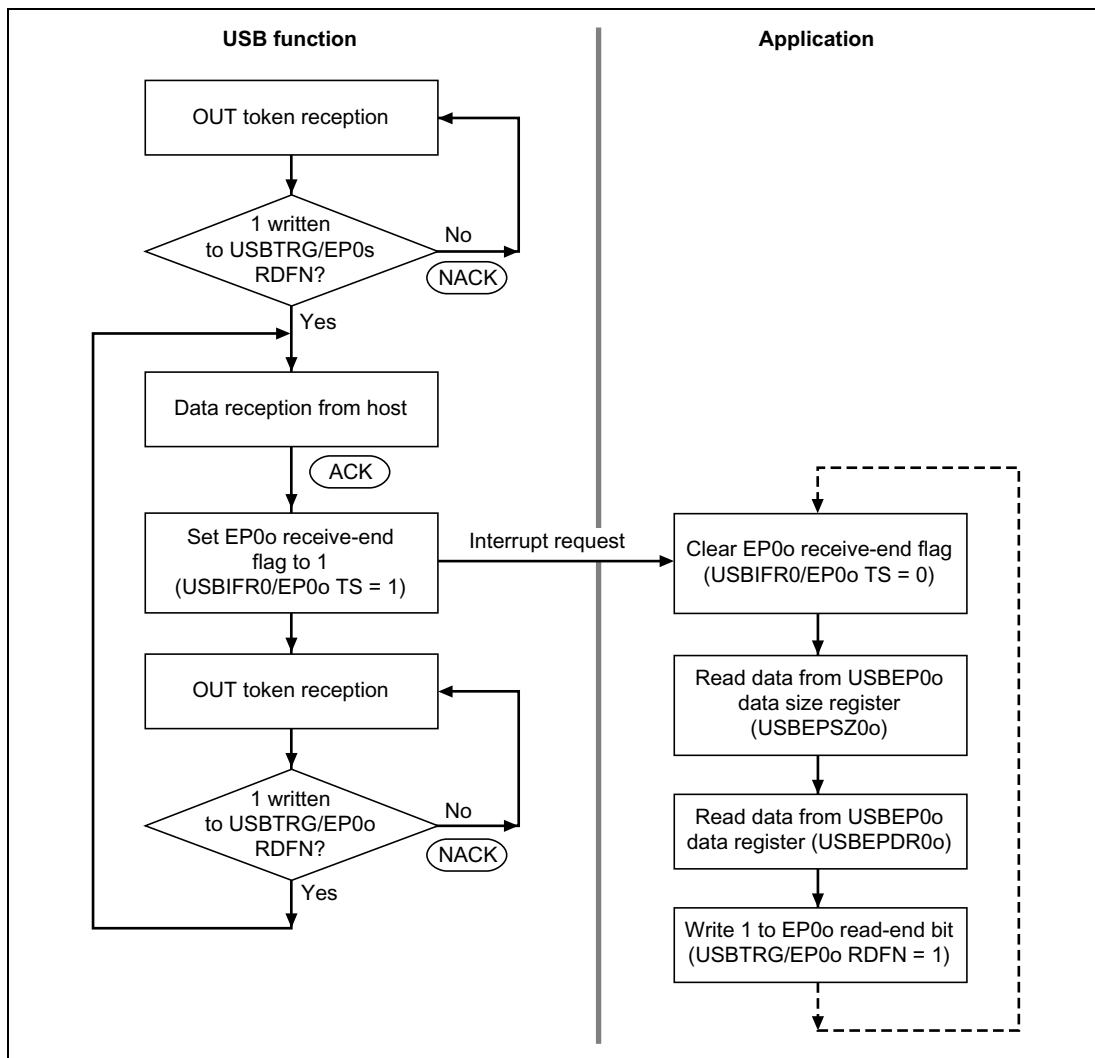 USB function
Application
OUT token reception
1 written
to USBTRG/EP0s
RDFN?
No
NACK
Yes
Data reception from host
ACK
Set EP0o receive-end
flag to 1
(USBIFR0/EP0o TS = 1)
Interrupt request
Clear EP0o receive-end flag
(USBIFR0/EP0o TS = 0)
OUT token reception
Read data from USBEP0o
data size register
(USBEPSZ0o)
1 written
to USBTRG/EP0o
RDFN?
No
NACK
Yes
Read data from USBEP0o
data register (USBEPDR0o)
Write 1 to EP0o read-end bit
(USBTRG/EP0o RDFN = 1)